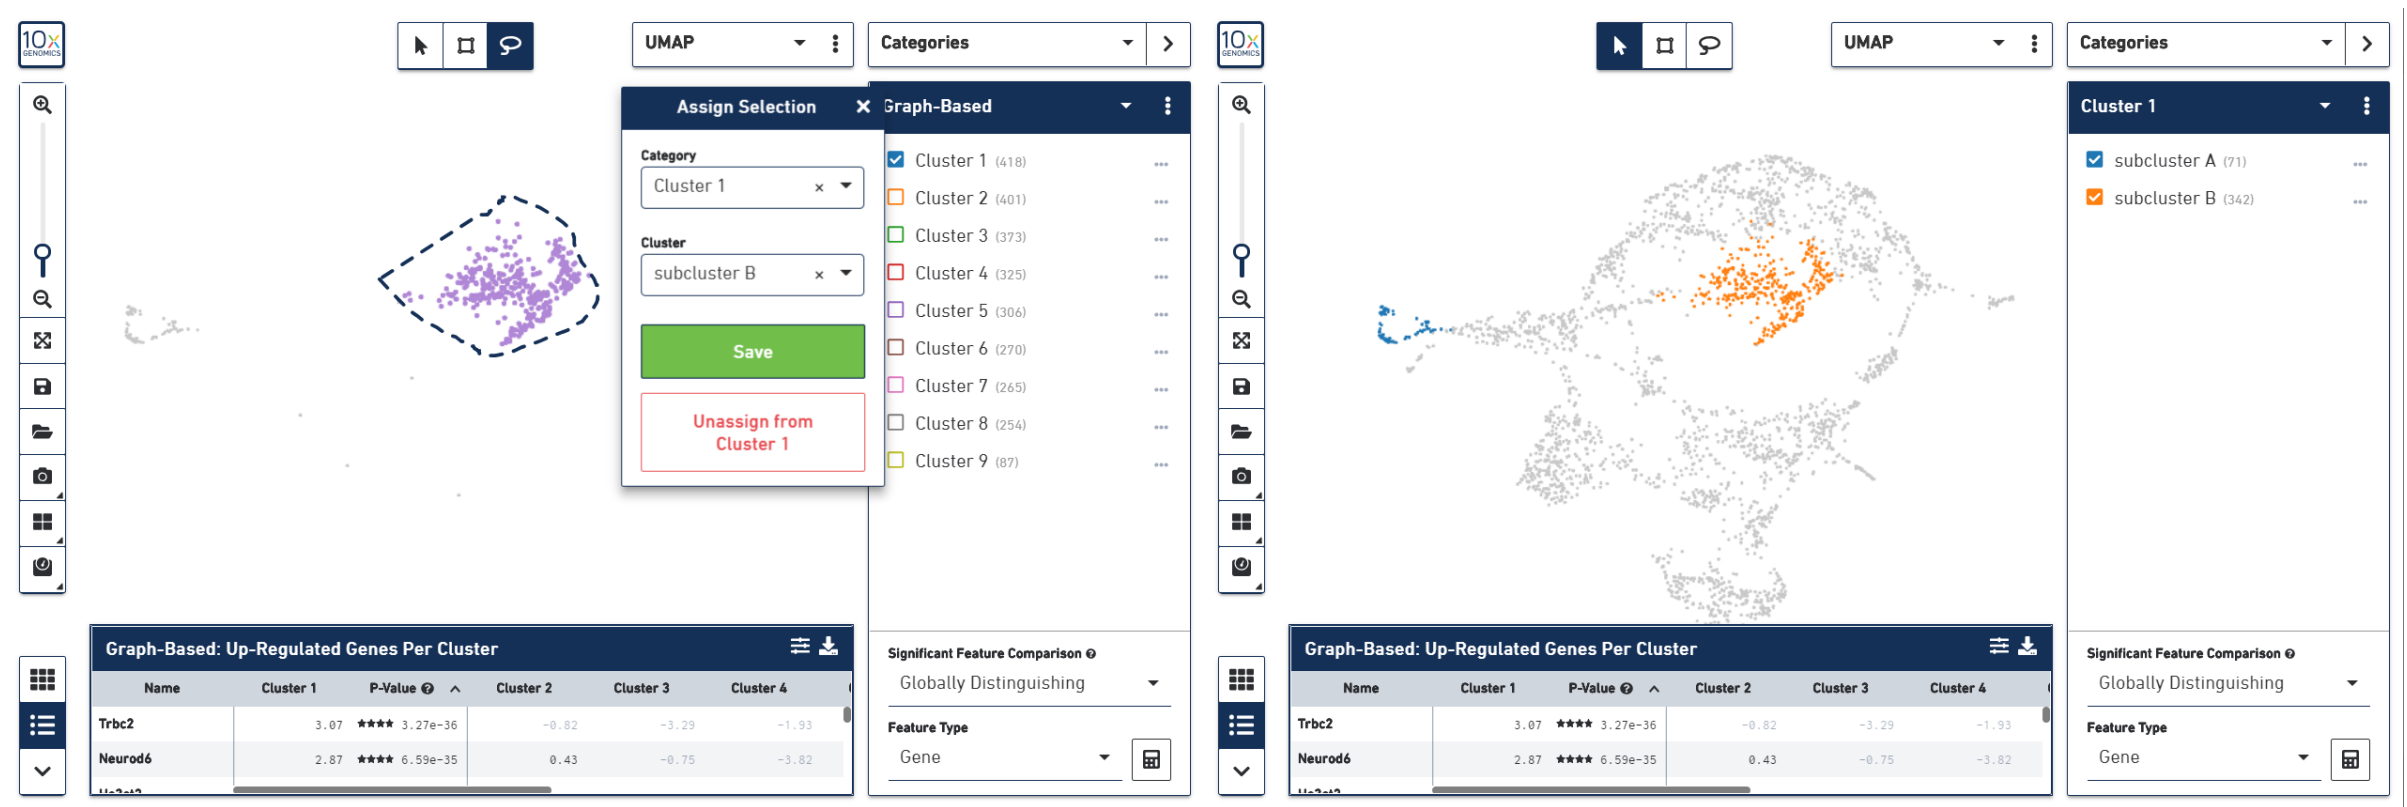 10x
GENOMICS
UMAP
Categories
Assign Selection
Category
Cluster 1
Cluster
subcluster B
Save
Unassign from
Cluster 1
Graph-Based
Cluster 1 (418)
Cluster 2 (401)
Cluster 3 (373)
Cluster 4 (325)
Cluster 5 (306)
Cluster 6 (270)
Cluster 7 (265)
Cluster 8 (254)
Cluster 9 (87)
Significant Feature Comparison
Globally Distinguishing
Feature Type
Gene
Graph-Based: Up-Regulated Genes Per Cluster
Name Cluster 1 P-Value Cluster 2 Cluster 3 Cluster 4
Trbc2 3.07 ★★★★ 3.27e-36 -0.82 -3.29 -1.93
Neurod6 2.87 ★★★★ 6.59e-35 0.43 -0.75 -3.82
10x
GENOMICS
UMAP
Categories
Cluster 1
subcluster A (71)
subcluster B (342)
Significant Feature Comparison
Globally Distinguishing
Feature Type
Gene
Graph-Based: Up-Regulated Genes Per Cluster
Name Cluster 1 P-Value Cluster 2 Cluster 3 Cluster 4
Trbc2 3.07 ★★★★ 3.27e-36 -0.82 -3.29 -1.93
Neurod6 2.87 ★★★★ 6.59e-35 0.43 -0.75 -3.82